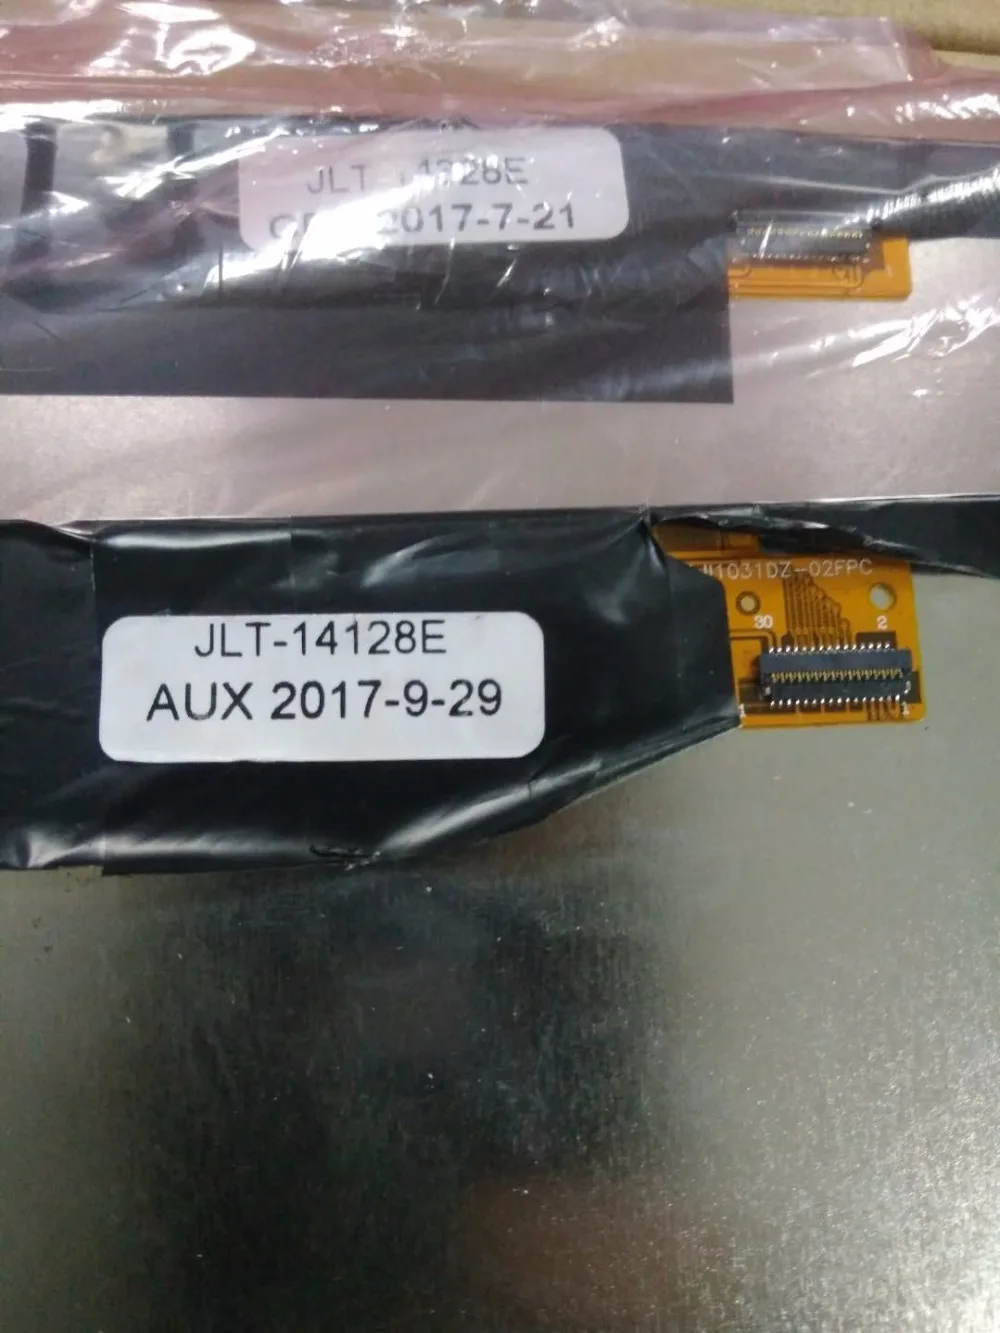 JLT 14128E
2017-7-21
1031DZ-02FPC
30 2
JLT-14128E
AUX 2017-9-29
1